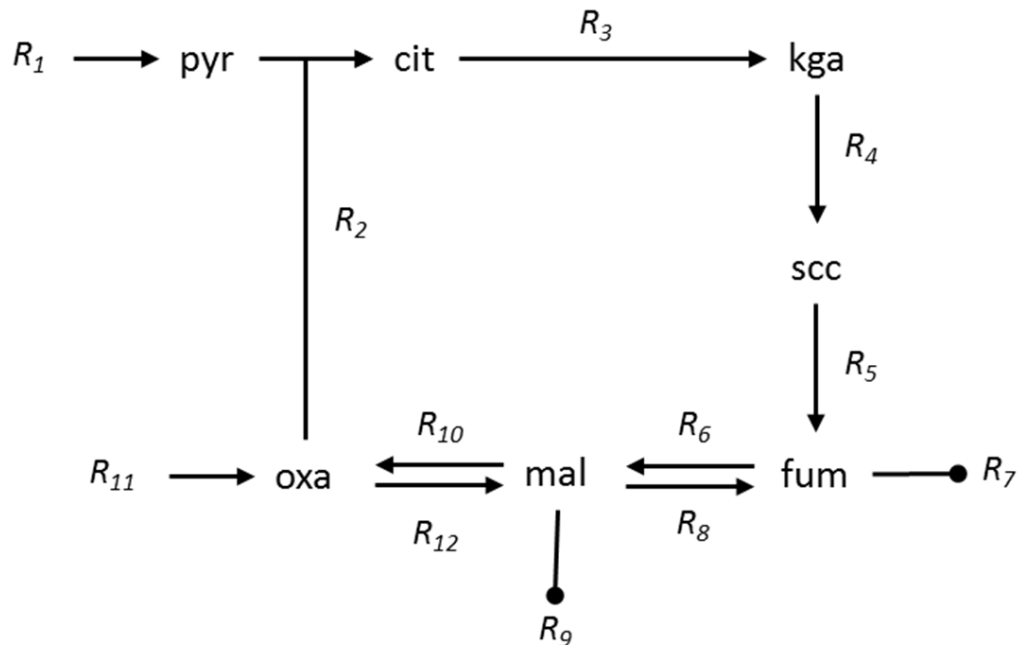 R3
R1 pyr cit kga
R4
R2
scc
R5
R10 R6
R11 oxa mal fum R7
R12 R8
R9